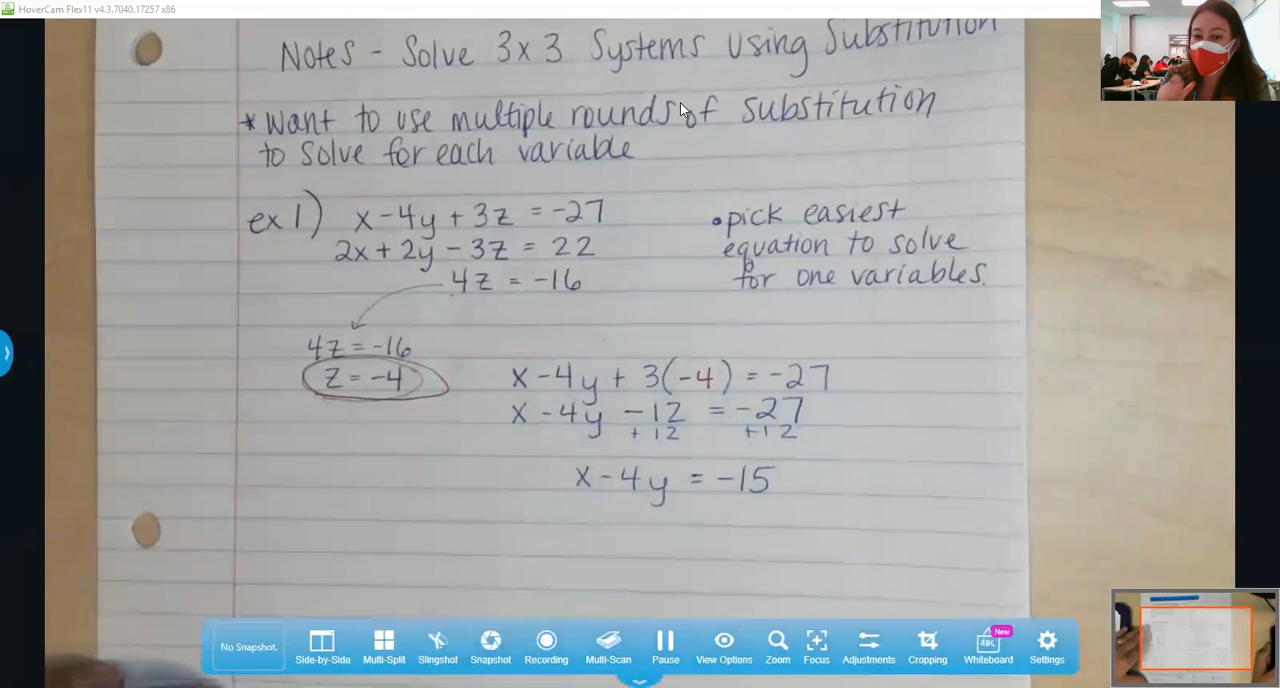 HoverCam Flex11 v4.3.7040.17257 x86
Notes - Solve 3x3 Systems Using Substitution
* Want to use multiple rounds of substitution
to solve for each variable
ex 1) x - 4y + 3z = -27
2x + 2y - 3z = 22
4z = -16
• pick easiest
equation to solve
for one variables.
4z = -16
z = -4
x - 4y + 3(-4) = -27
x - 4y - 12 = -27
+12 +12
x - 4y = -15
No Snapshot.
Side-by-Side
Multi-Split
Slingshot
Snapshot
Recording
Multi-Scan
Pause
View Options
Zoom
Focus
Adjustments
Cropping
ABC
New
Whiteboard
Settings